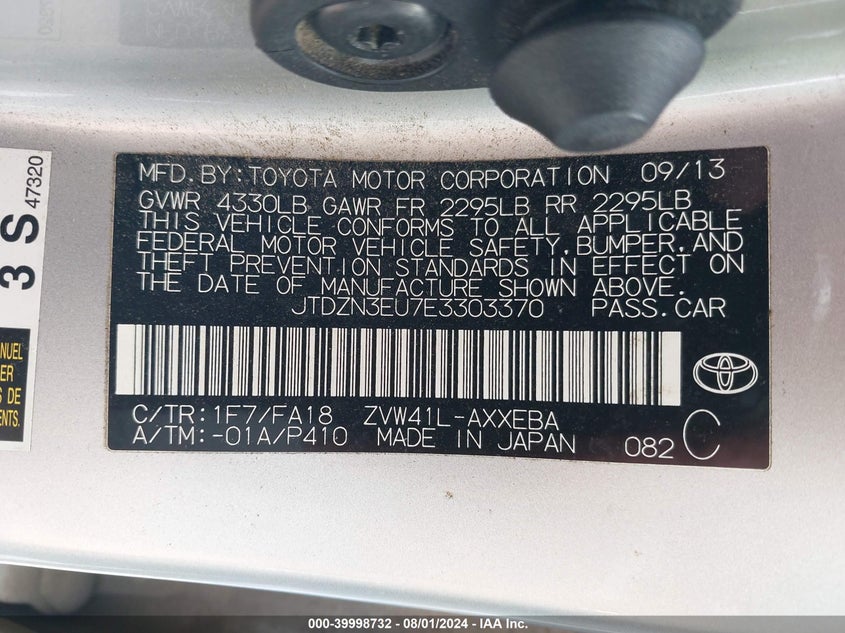 MFD. BY: TOYOTA MOTOR CORPORATION 09/13
GVWR 4330LB GAWR FR 2295LB RR 2295LB
THIS VEHICLE CONFORMS TO ALL APPLICABLE
FEDERAL MOTOR VEHICLE SAFETY, BUMPER, AND
THEFT PREVENTION STANDARDS IN EFFECT ON
THE DATE OF MANUFACTURE SHOWN ABOVE.
JTDZN3EU7E3303370 PASS. CAR
C/TR: 1F7/FA18 ZVW41L-AXXEBA
A/TM: -01A/P410 MADE IN JAPAN 082 C
3 S 47320
DE
000-39998732 - 08/01/2024 - IAA Inc.